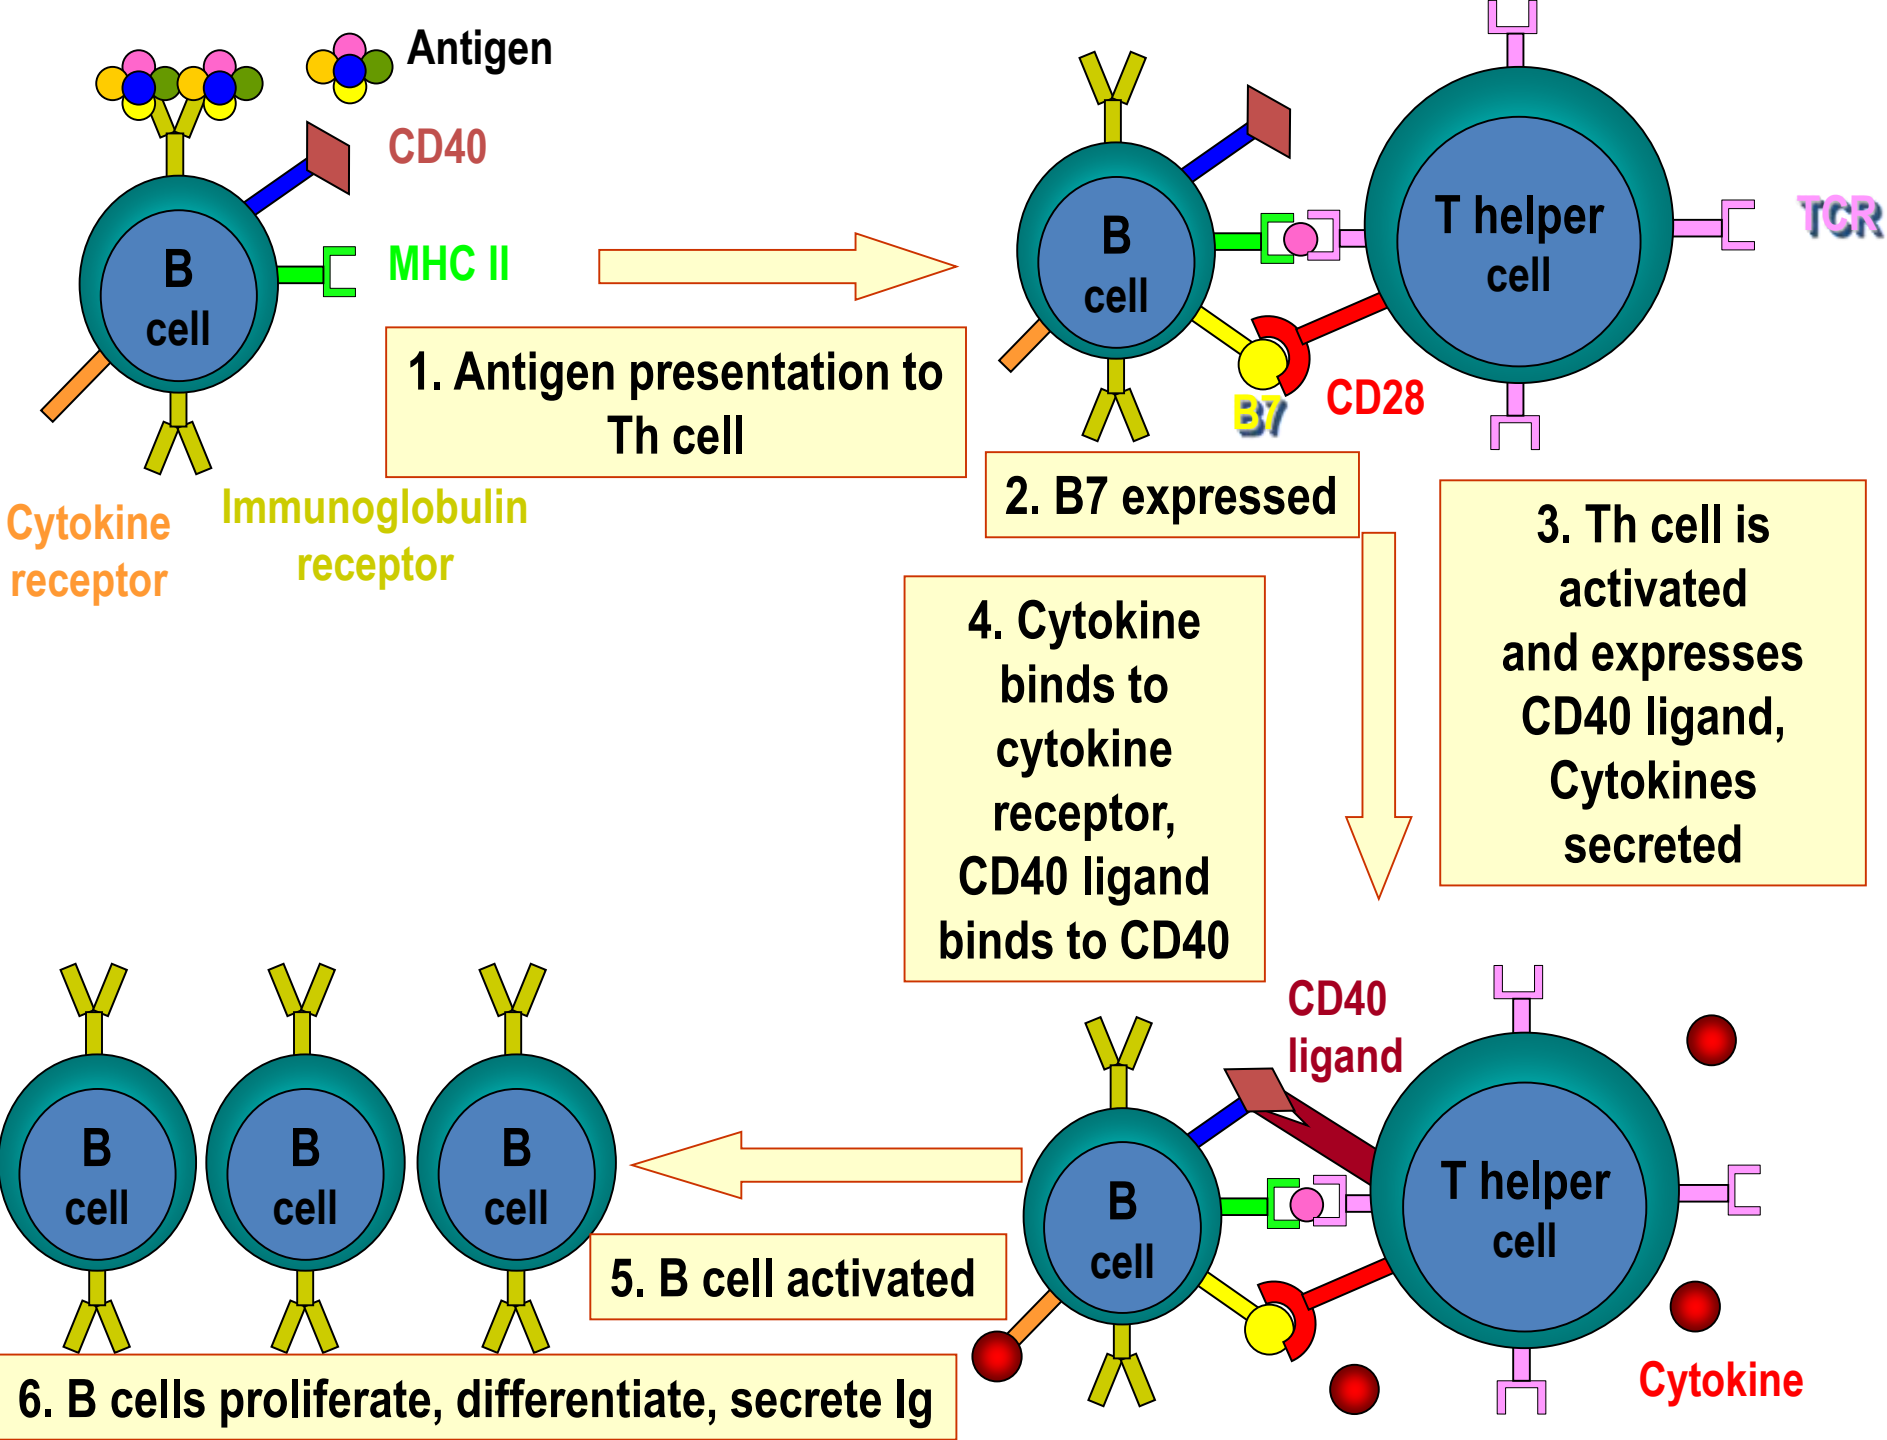 Antigen
CD40
MHC II
B
cell
Cytokine
receptor
Immunoglobulin
receptor
1. Antigen presentation to
Th cell
B
cell
T helper
cell
TCR
B7
CD28
2. B7 expressed
3. Th cell is
activated
and expresses
CD40 ligand,
Cytokines
secreted
4. Cytokine
binds to
cytokine
receptor,
CD40 ligand
binds to CD40
CD40
ligand
B
cell
T helper
cell
Cytokine
5. B cell activated
B
cell
B
cell
B
cell
6. B cells proliferate, differentiate, secrete Ig